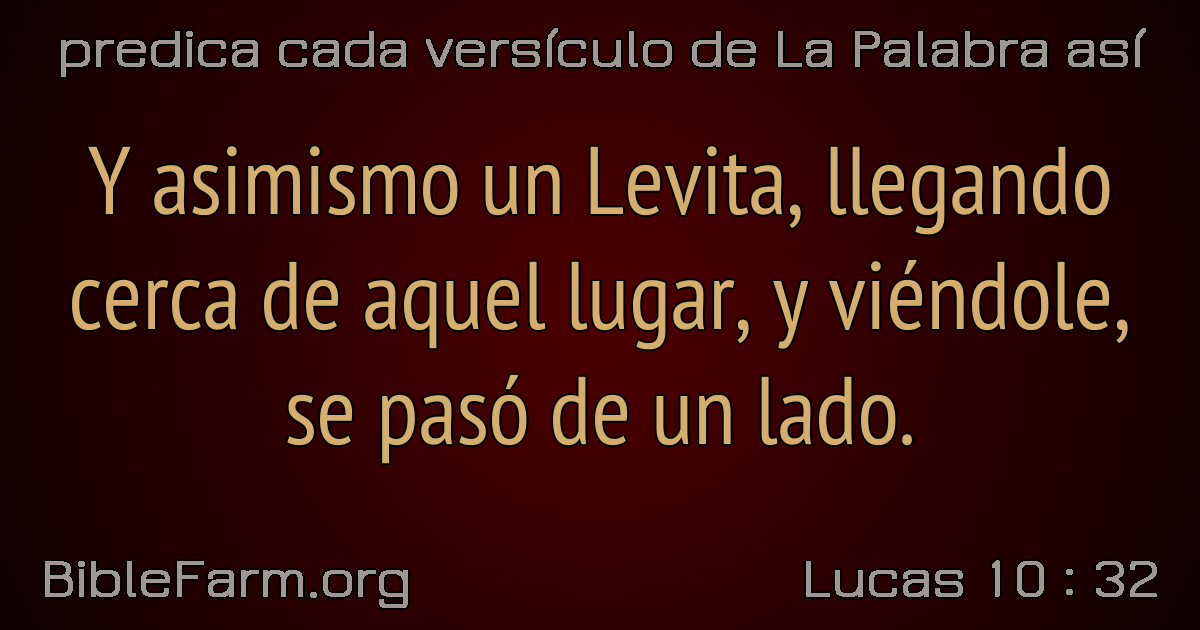 predica cada versículo de La Palabra así
Y asimismo un Levita, llegando
cerca de aquel lugar, y viéndole,
se pasó de un lado.
BibleFarm.org
Lucas 10 : 32